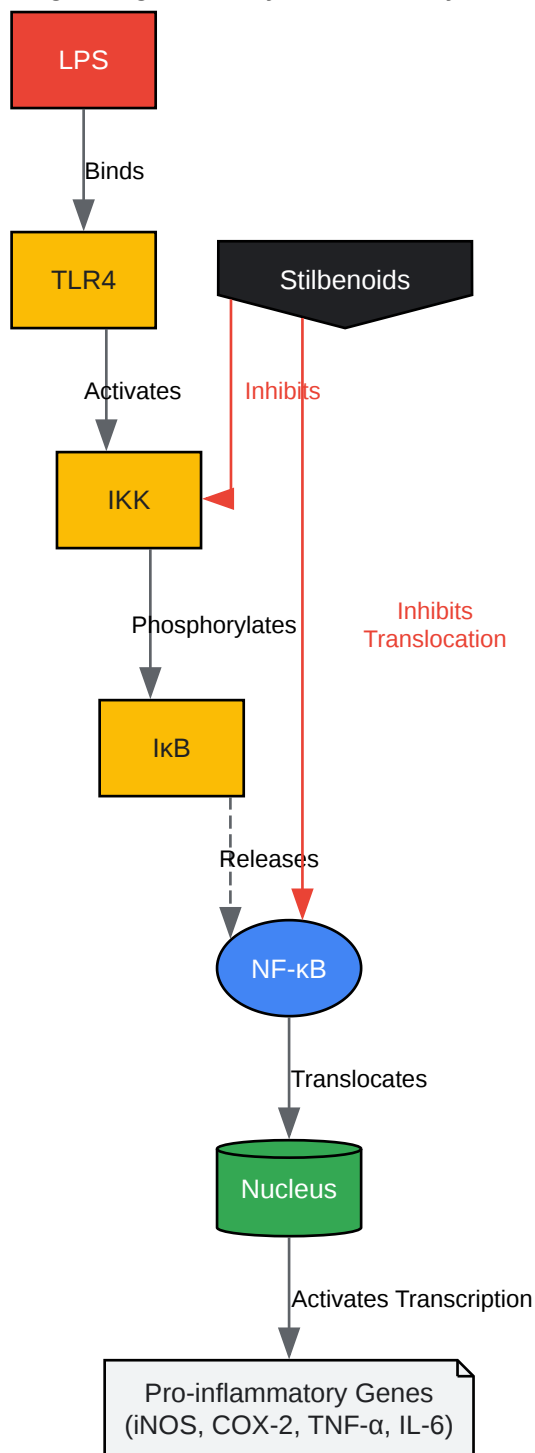 LPS
Binds
TLR4
Stilbenoids
Activates
Inhibits
IKK
Phosphorylates
Inhibits
Translocation
IκB
Releases
NF-κB
Translocates
Nucleus
Activates Transcription
Pro-inflammatory Genes
(iNOS, COX-2, TNF-α, IL-6)